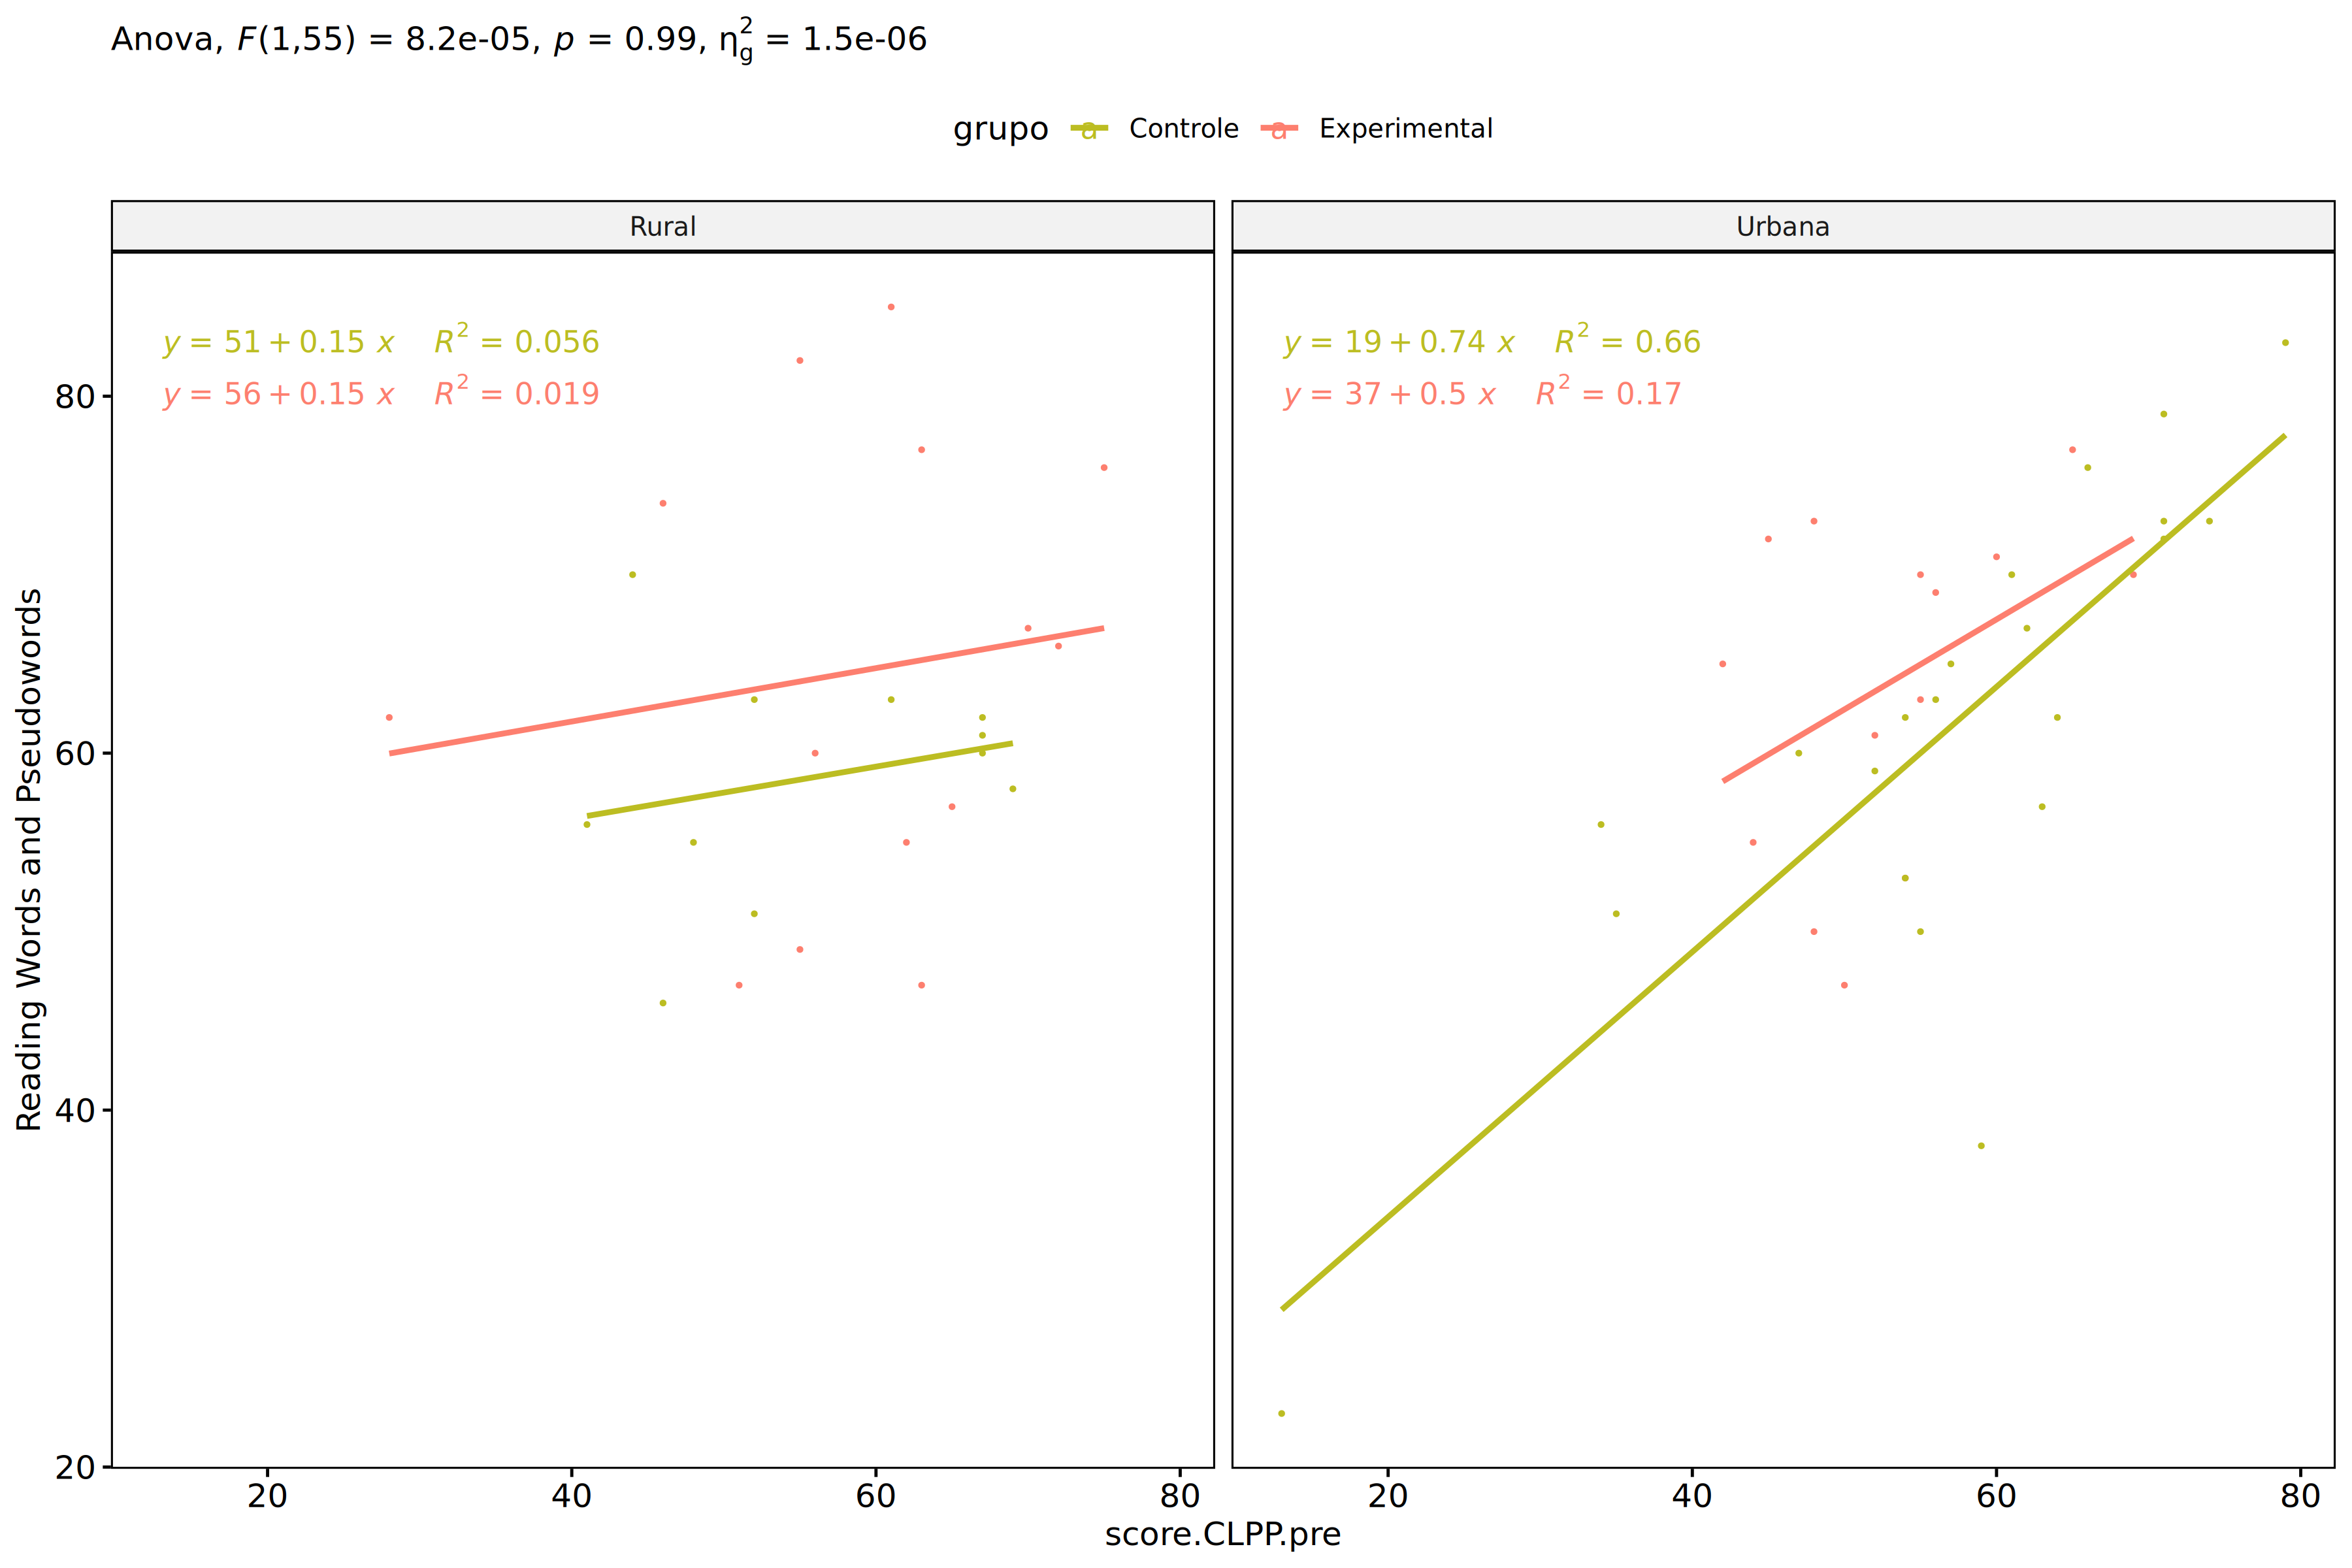 Anova, F(1,55) = 8.2e-05, p = 0.99, η²g = 1.5e-06
grupo a Controle a Experimental
Rural Urbana
y = 51 + 0.15 x R² = 0.056
y = 56 + 0.15 x R² = 0.019
y = 19 + 0.74 x R² = 0.66
y = 37 + 0.5 x R² = 0.17
Reading Words and Pseudowords
80
60
40
20
20 40 60 80 20 40 60 80
score.CLPP.pre